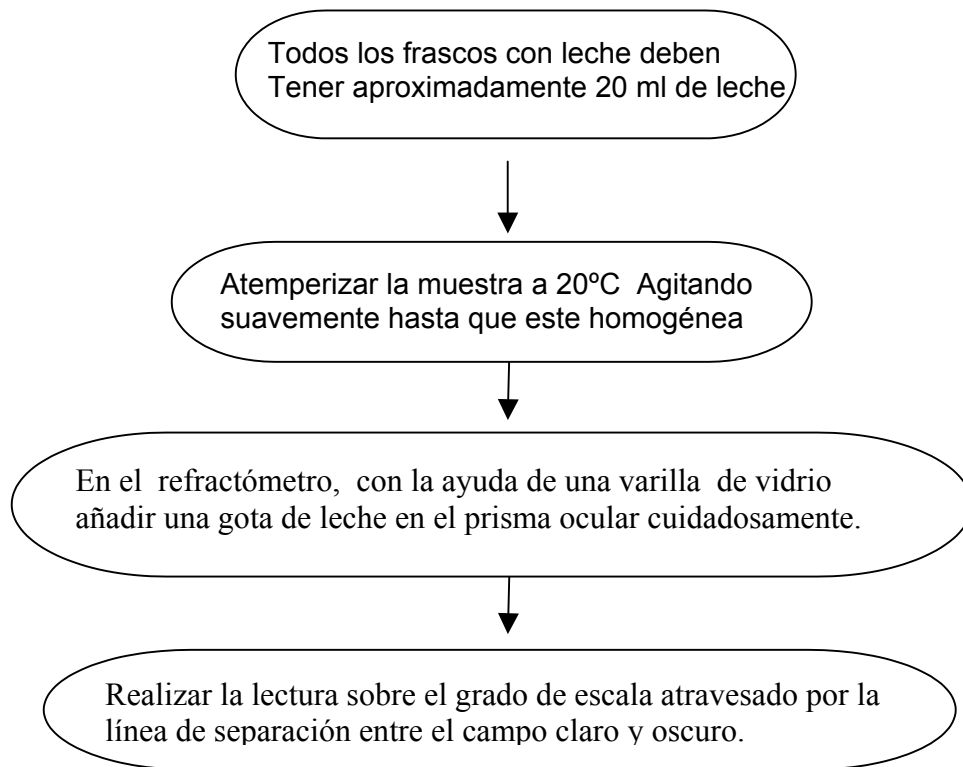 Todos los frascos con leche deben
Tener aproximadamente 20 ml de leche
Atemperizar la muestra a 20ºC  Agitando
suavemente hasta que este homogénea
En el  refractómetro,  con la ayuda de una varilla  de vidrio
añadir una gota de leche en el prisma ocular cuidadosamente.
Realizar la lectura sobre el grado de escala atravesado por la
línea de separación entre el campo claro y oscuro.